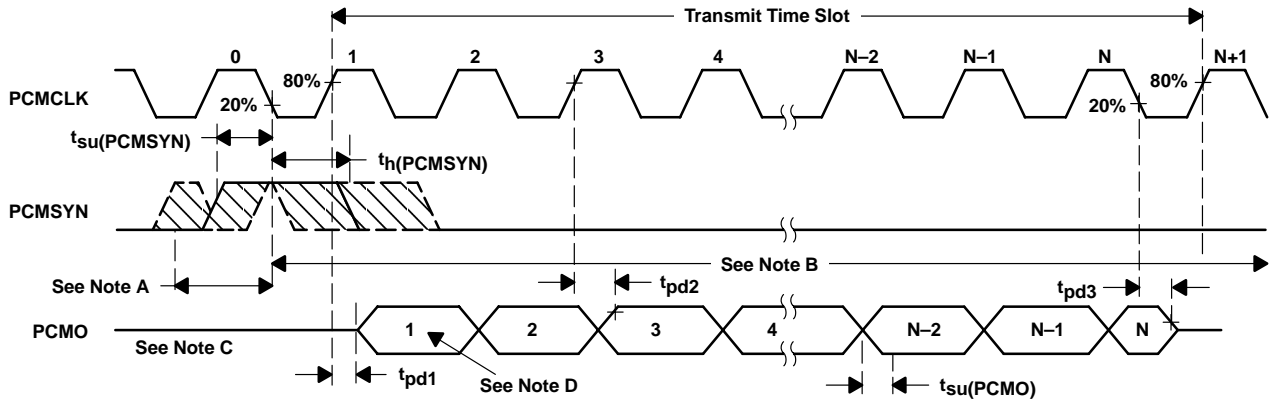 Transmit Time Slot
0 1 2 3 4 N–2 N–1 N N+1
PCMCLK
80%
20%
80%
20%
tsu(PCMSYN)
th(PCMSYN)
PCMSYN
See Note A
See Note B
tpd2
tpd3
PCMO
1 2 3 4 N–2 N–1 N
See Note C
tpd1
See Note D
tsu(PCMO)